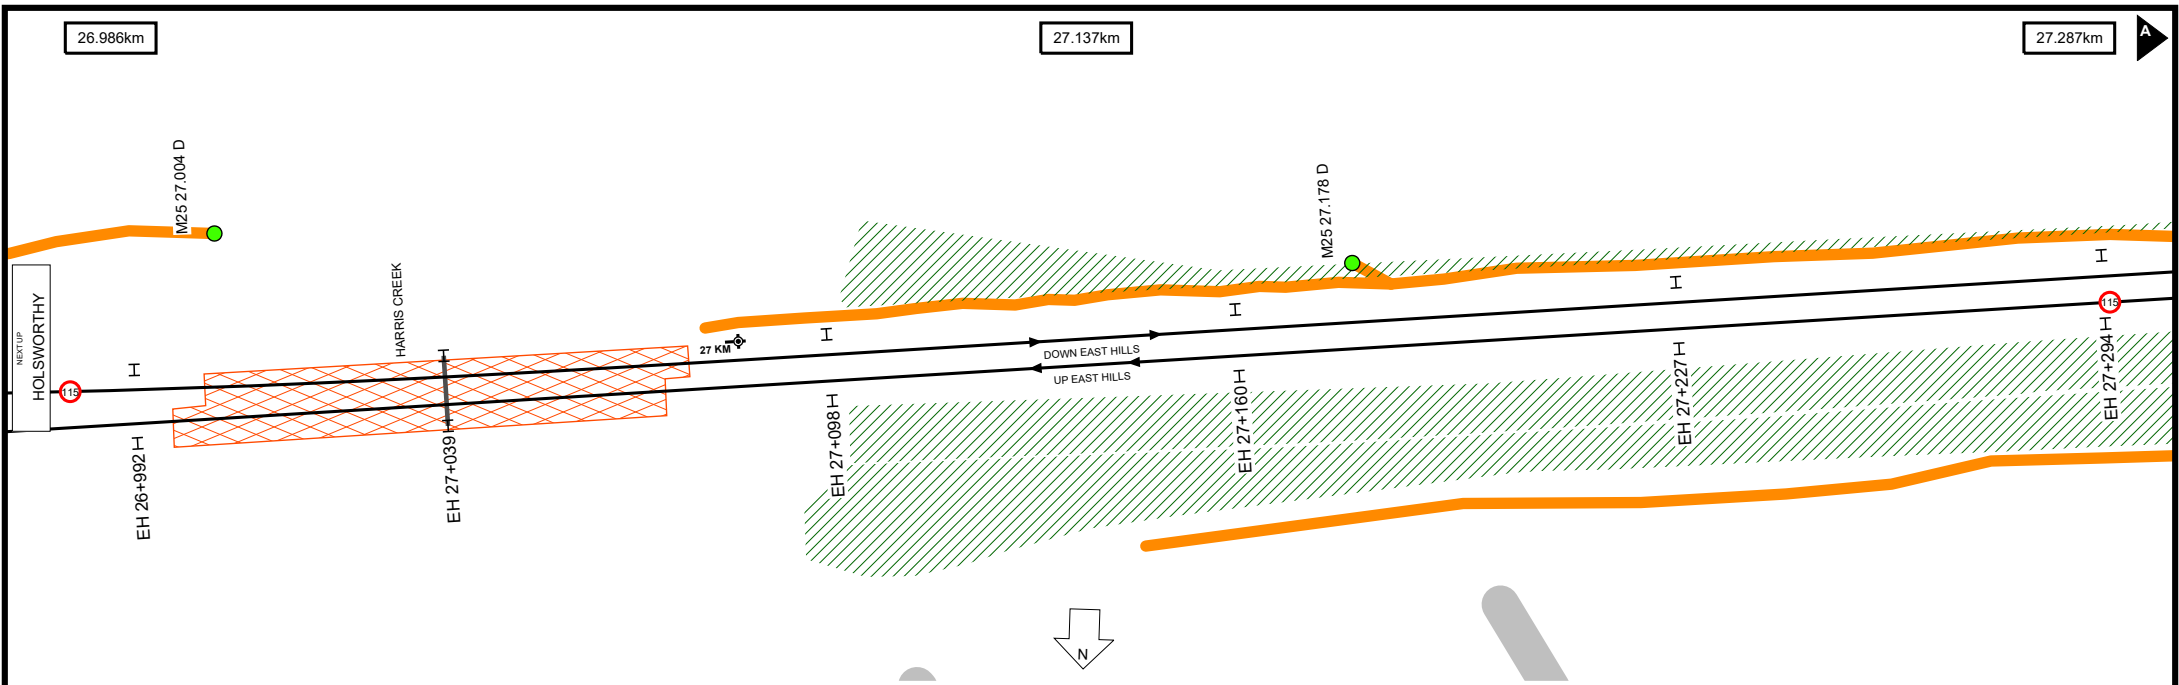 26.986km
27.137km
27.287km
A
M25 27.004 D
M25 27.178 D
NEXT UP
HOLSWORTHY
115
HARRIS CREEK
27 KM
DOWN EAST HILLS
UP EAST HILLS
115
EH 26+992
EH 27+039
EH 27+098
EH 27+160
EH 27+227
EH 27+294
N